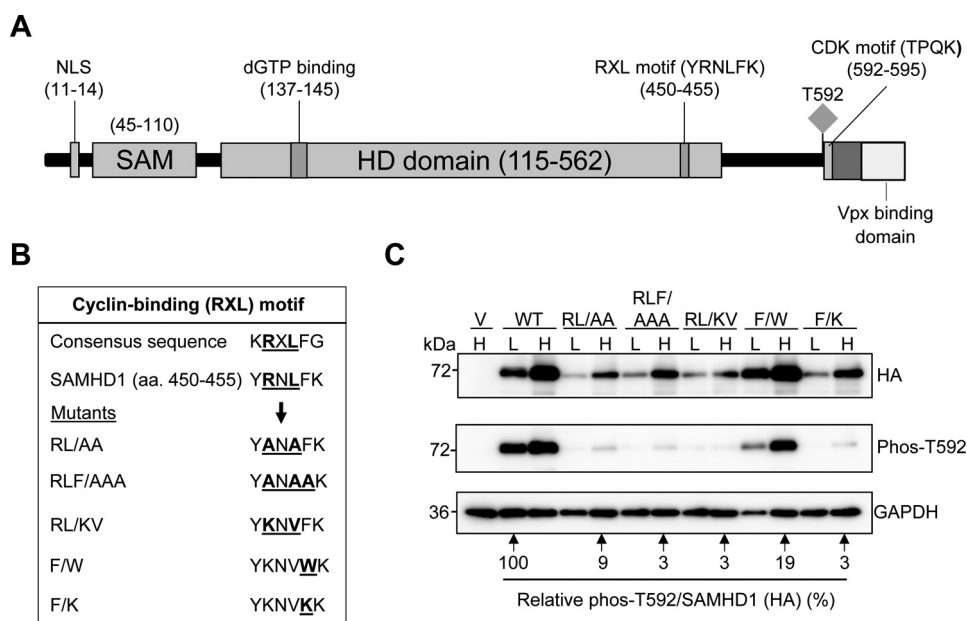 A
NLS
(11-14)
(45-110)
SAM
dGTP binding
(137-145)
HD domain (115-562)
RXL motif (YRNLFK)
(450-455)
CDK motif (TPQK)
(592-595)
T592
Vpx binding
domain
B
Cyclin-binding (RXL) motif
Consensus sequence KRXLFG
SAMHD1 (aa. 450-455) YRNLFK
Mutants
RL/AA YANAFK
RLF/AAA YANAAK
RL/KV YKNVFK
F/W YKNVWK
F/K YKNVKK
C
V WT RL/AA RLF/AAA RL/KV F/W F/K
kDa H L H L H L H L H L H L H
72 HA
72 Phos-T592
36 GAPDH
100 9 3 3 19 3
Relative phos-T592/SAMHD1 (HA) (%)